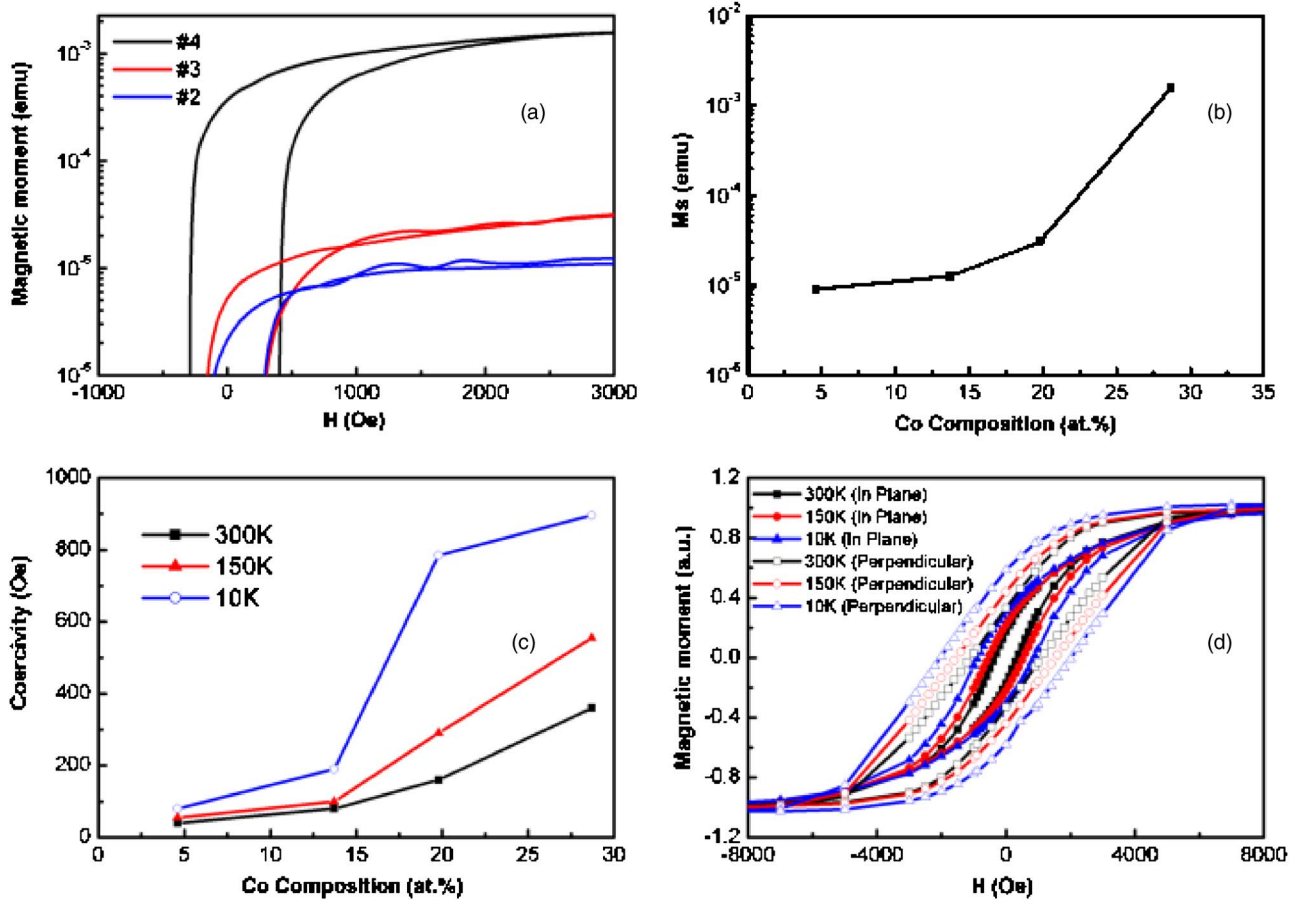 10⁻³
10⁻⁴
10⁻⁵
10⁻⁶
Magnetic moment (emu)
#4
#3
#2
(a)
-1000 0 1000 2000 3000
H (Oe)
10⁻²
10⁻³
10⁻⁴
10⁻⁵
10⁻⁶
Ms (emu)
(b)
0 5 10 15 20 25 30 35
Co Composition (at.%)
1000
800
600
400
200
0
Coercivity (Oe)
300K
150K
10K
(c)
0 5 10 15 20 25 30
Co Composition (at.%)
1.2
0.8
0.4
0.0
-0.4
-0.8
-1.2
Magnetic moment (a.u.)
300K (In Plane)
150K (In Plane)
10K (In Plane)
300K (Perpendicular)
150K (Perpendicular)
10K (Perpendicular)
(d)
-8000 -4000 0 4000 8000
H (Oe)